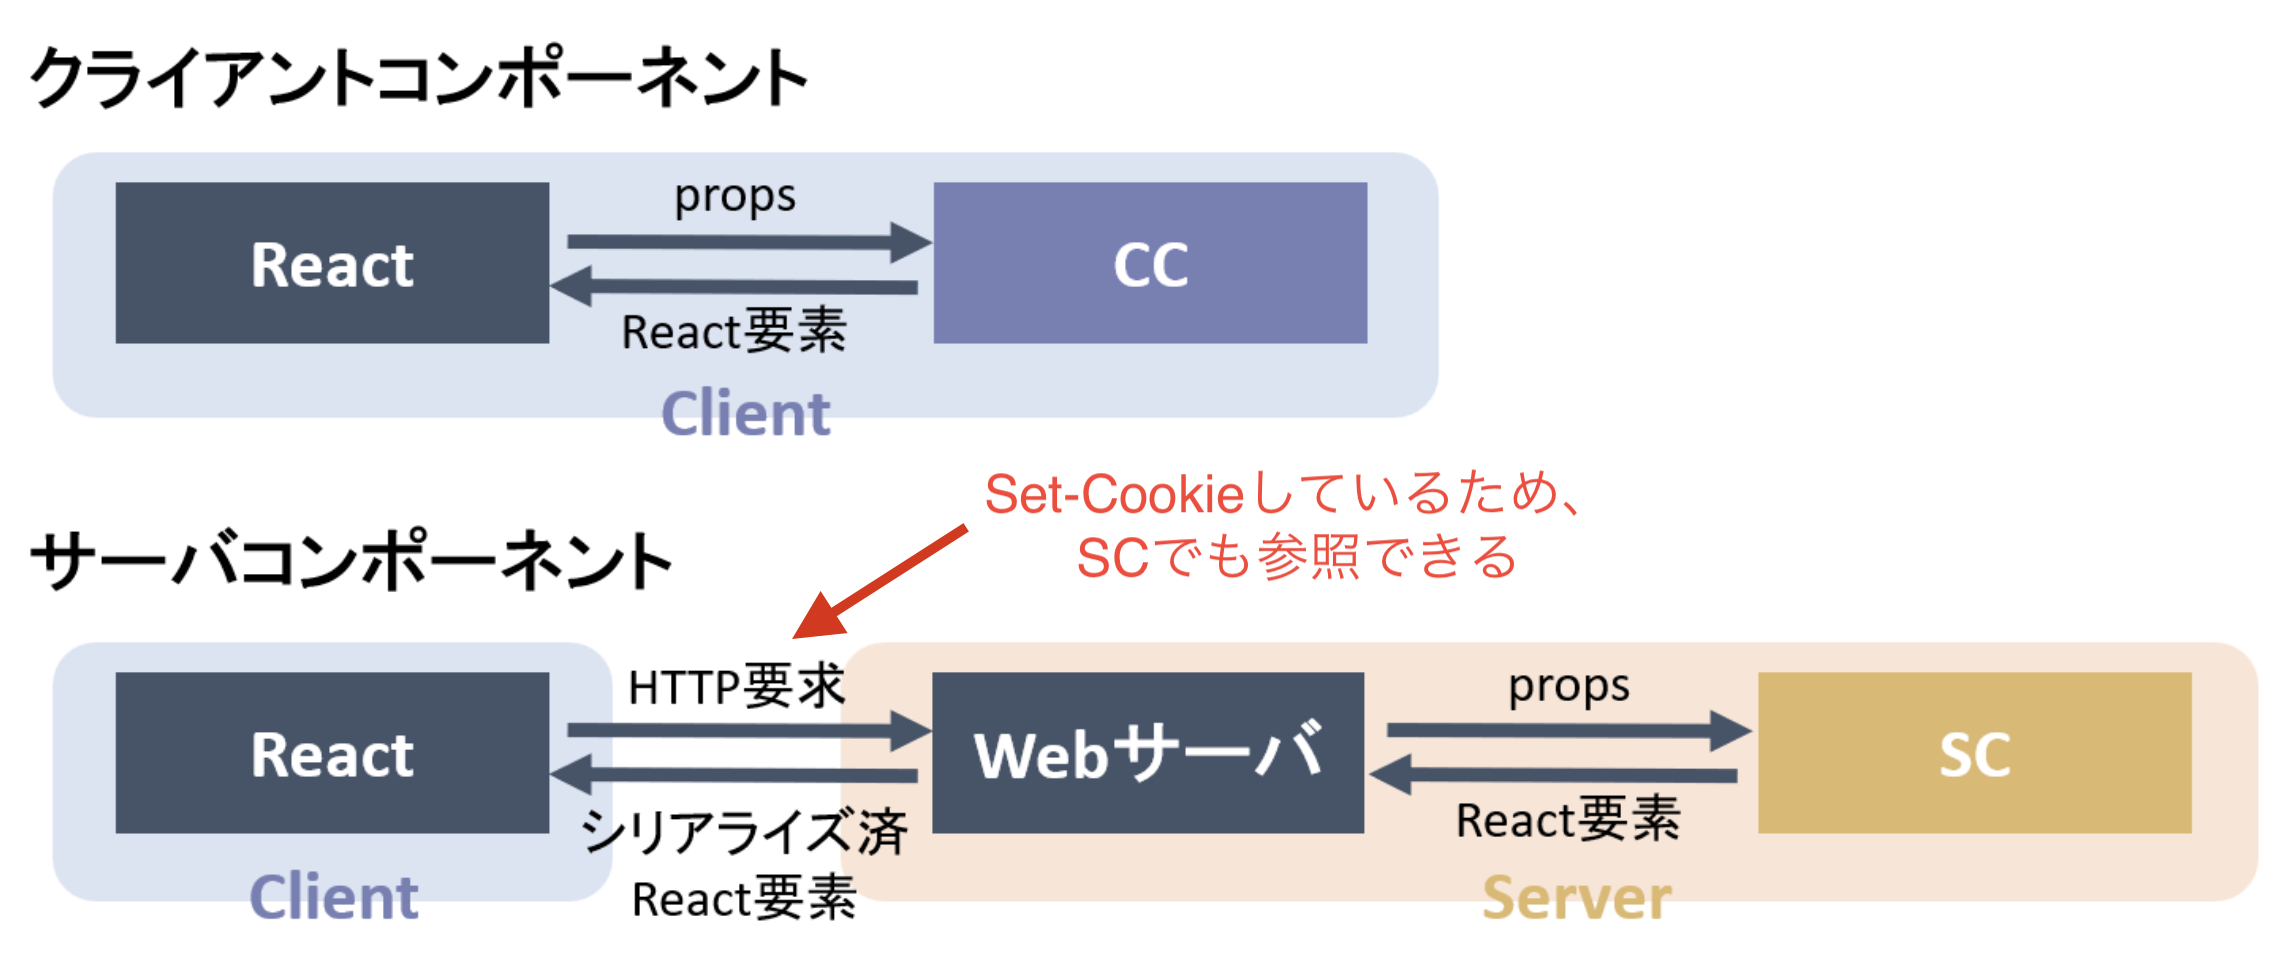 クライアントコンポーネント
props
React
CC
React要素
Client
Set-Cookieしているため、
SCでも参照できる
サーバコンポーネント
HTTP要求
props
React
Webサーバ
SC
シリアライズ済
React要素
React要素
Client
Server